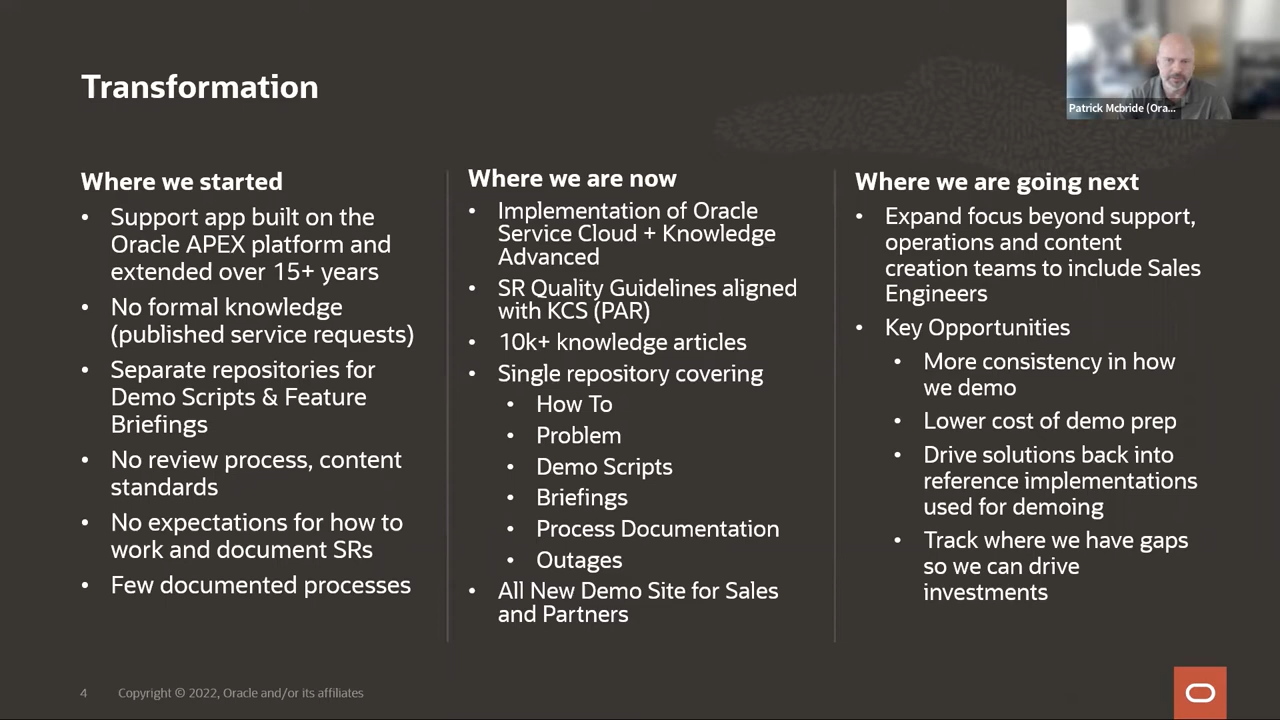 Transformation
Patrick Mcbride (Ora...
Where we started
• Support app built on the
Oracle APEX platform and
extended over 15+ years
• No formal knowledge
(published service requests)
• Separate repositories for
Demo Scripts & Feature
Briefings
• No review process, content
standards
• No expectations for how to
work and document SRs
• Few documented processes
Where we are now
• Implementation of Oracle
Service Cloud + Knowledge
Advanced
• SR Quality Guidelines aligned
with KCS (PAR)
• 10k+ knowledge articles
• Single repository covering
• How To
• Problem
• Demo Scripts
• Briefings
• Process Documentation
• Outages
• All New Demo Site for Sales
and Partners
Where we are going next
• Expand focus beyond support,
operations and content
creation teams to include Sales
Engineers
• Key Opportunities
• More consistency in how
we demo
• Lower cost of demo prep
• Drive solutions back into
reference implementations
used for demoing
• Track where we have gaps
so we can drive
investments
4 Copyright © 2022, Oracle and/or its affiliates